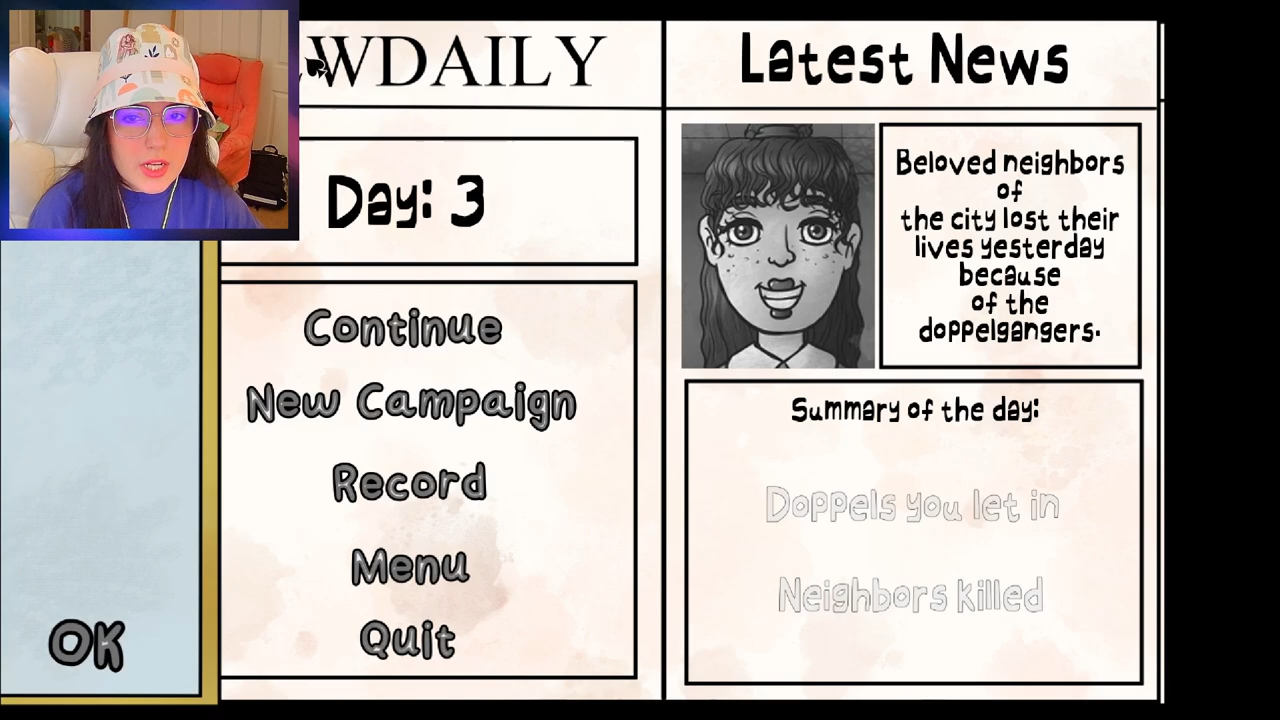 WDAILY
Day: 3
Continue
New Campaign
Record
Menu
Quit
OK
Latest News
Beloved neighbors
of
the city lost their
lives yesterday
because
of the
doppelgangers.
Summary of the day:
Doppels you let in
Neighbors killed